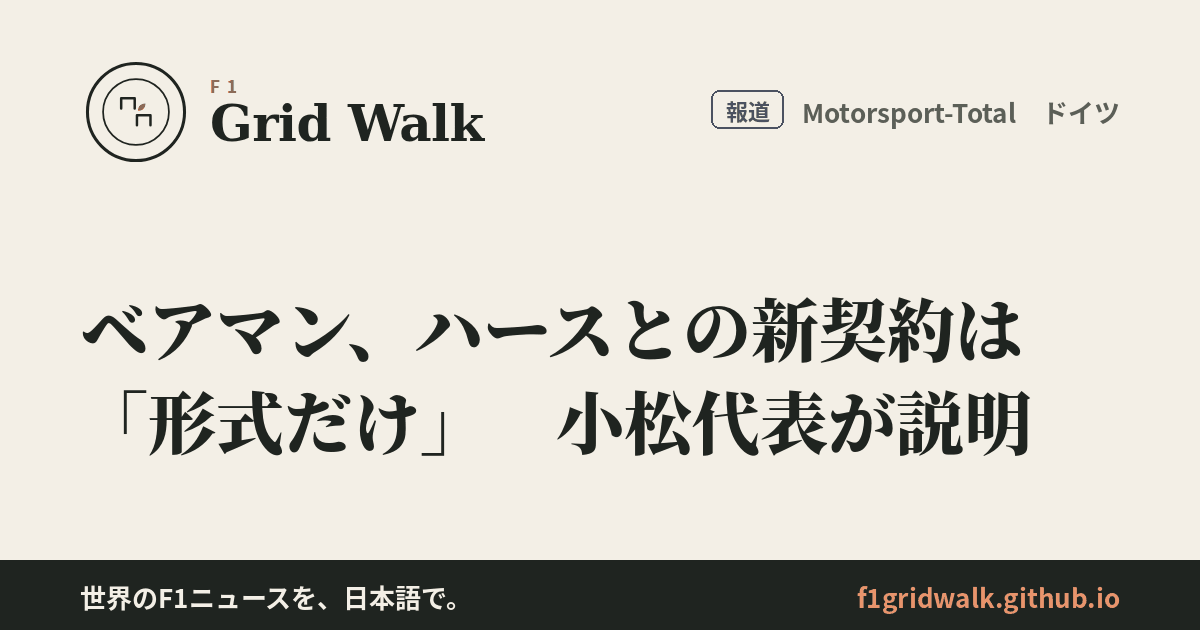 F1
Grid Walk
報道 Motorsport-Total ドイツ
ベアマン、ハースとの新契約は
「形式だけ」 小松代表が説明
世界のF1ニュースを、日本語で。
f1gridwalk.github.io